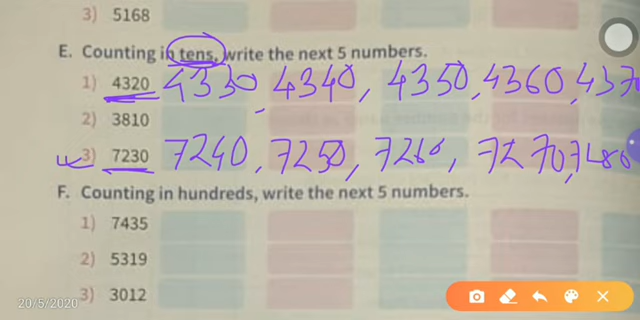 3) 5168
E. Counting in tens, write the next 5 numbers.
1) 4320 4330, 4340, 4350, 4360, 4370
2) 3810
3) 7230 7240, 7250, 7260, 7270, 7480
F. Counting in hundreds, write the next 5 numbers.
1) 7435
2) 5319
3) 3012
20/5/2020